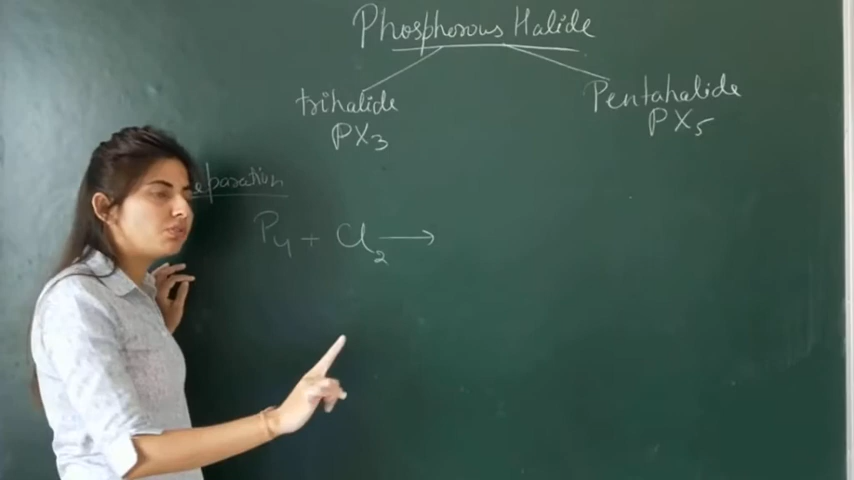 Phosphorous Halide
trihalide
PX3
Pentahalide
PX5
eparation
P4 + Cl2 →